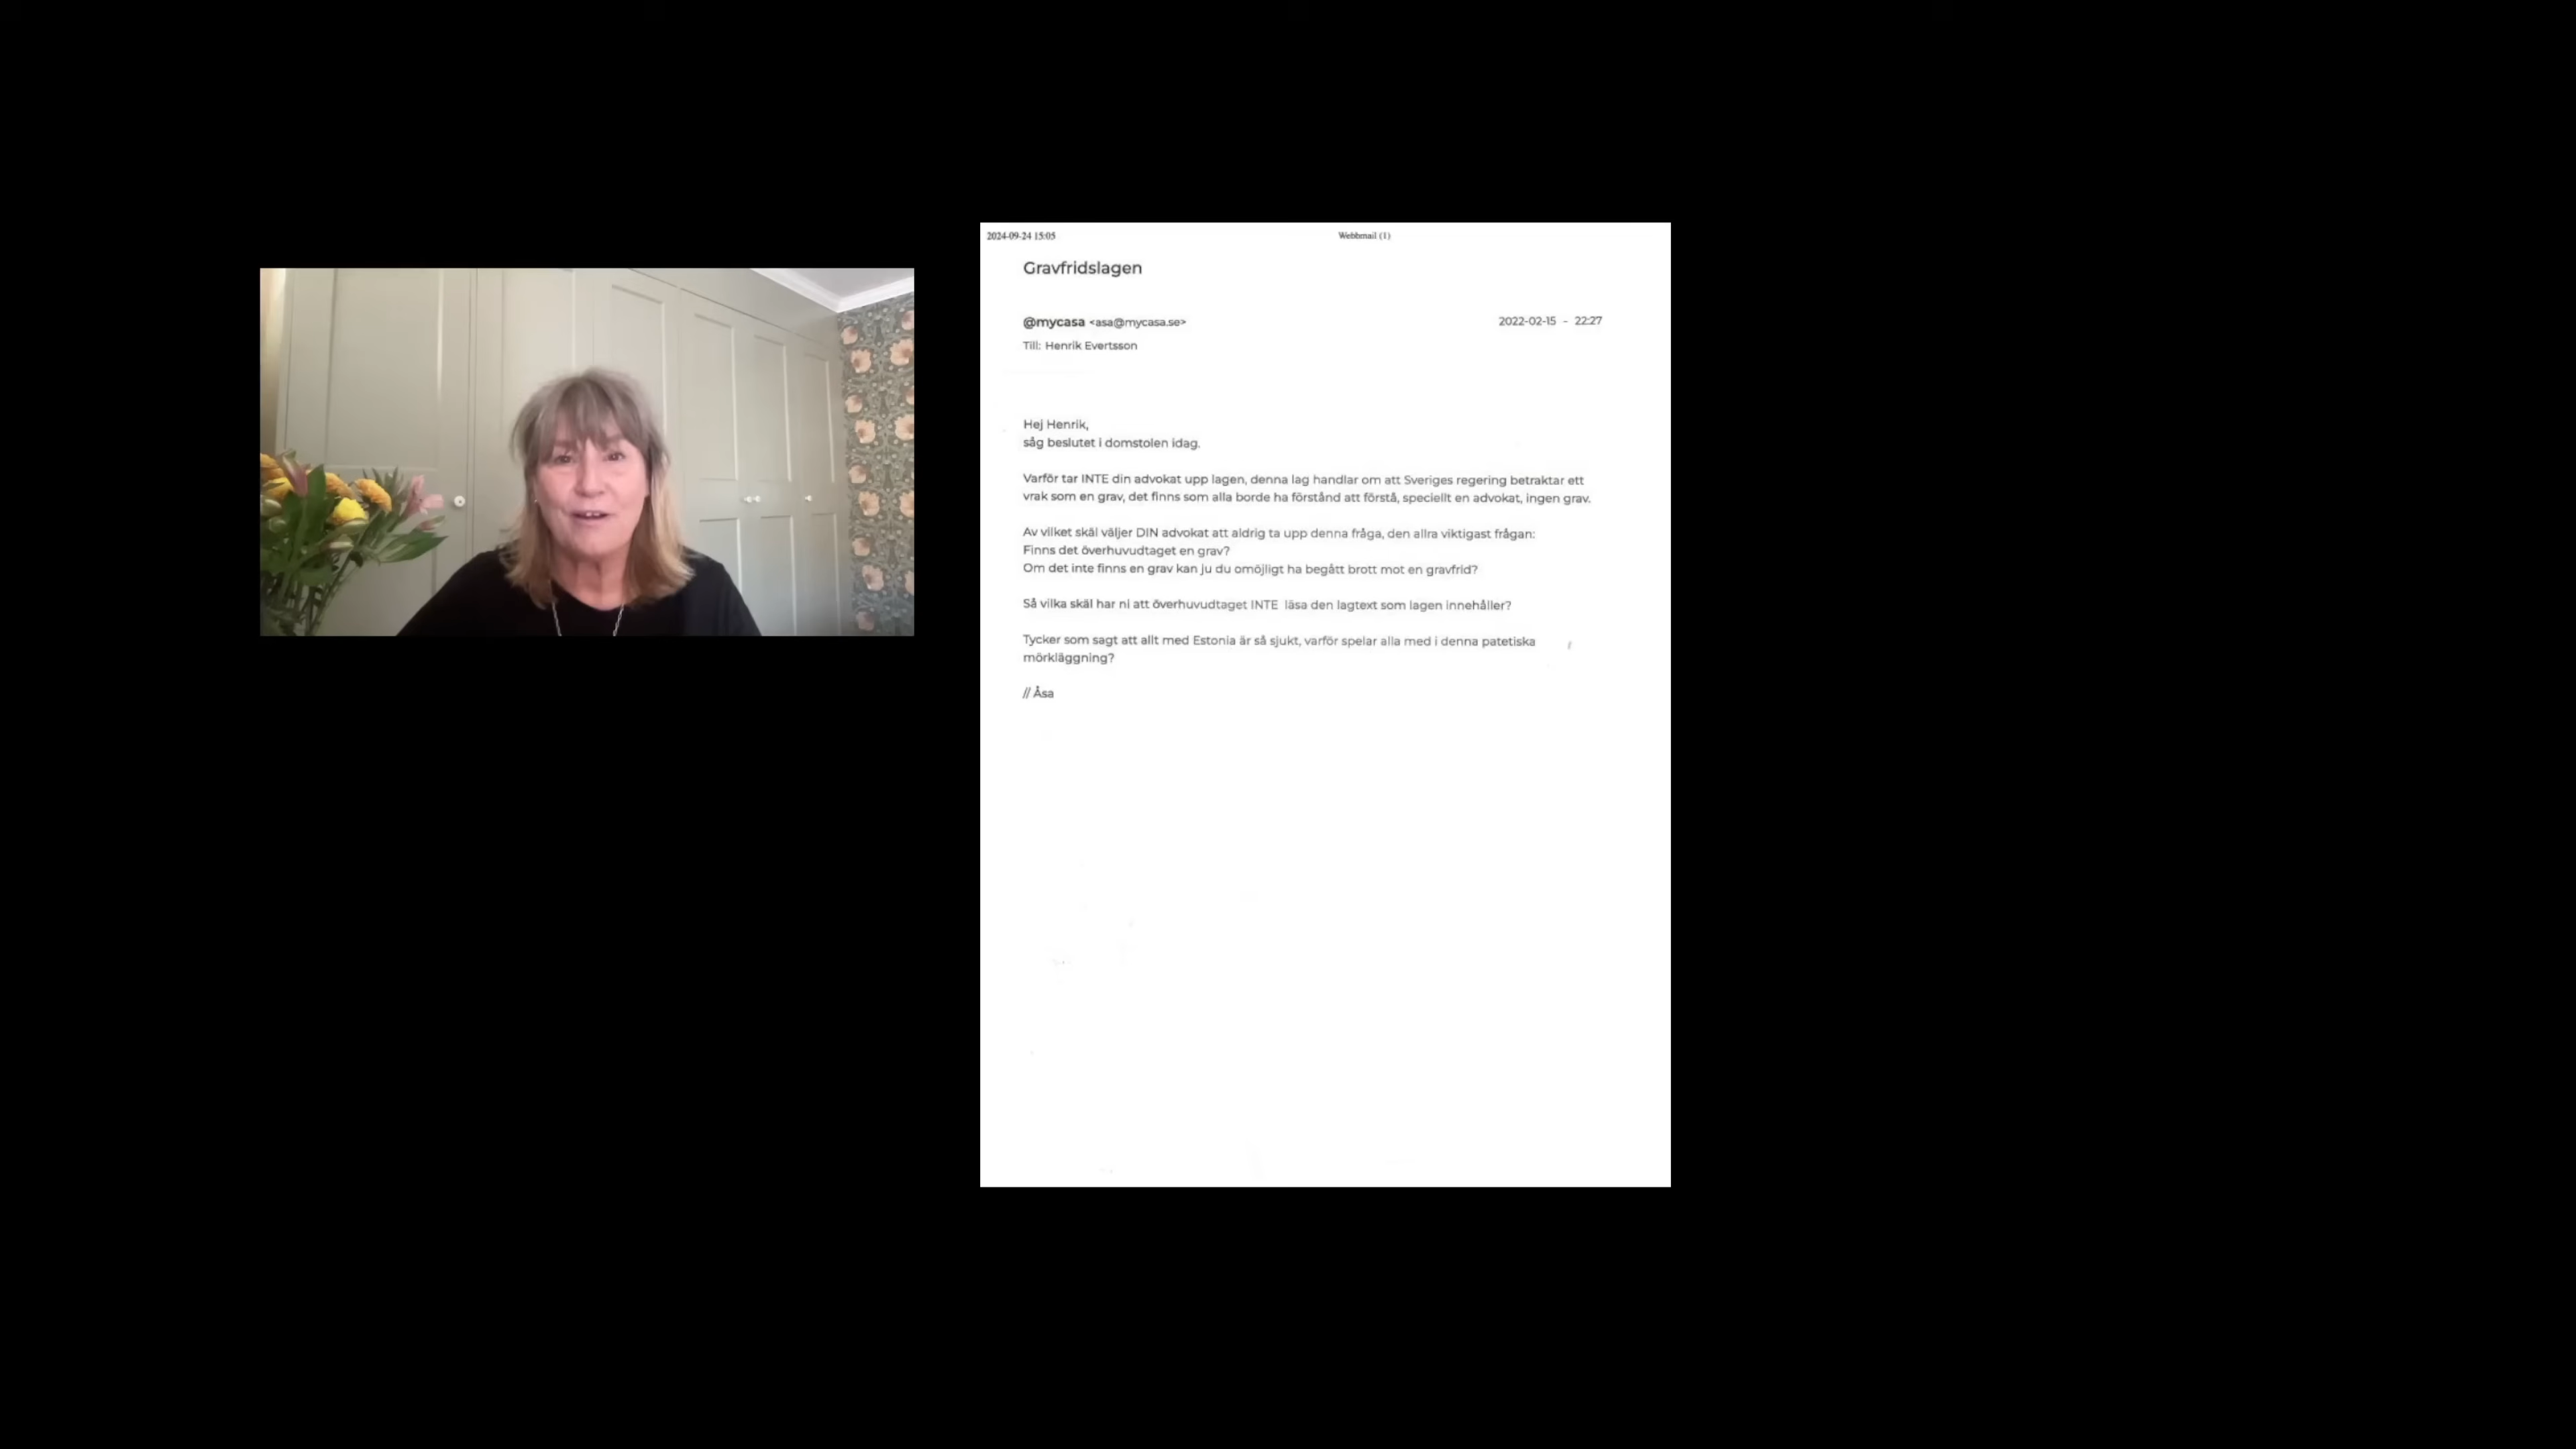 2024-09-24 15:05
Webbmail (1)
Gravfridslagen
@mycasa <asa@mycasa.se>
2022-02-15 - 22:27
Till: Henrik Evertsson
Hej Henrik,
såg beslutet i domstolen idag.
Varför tar INTE din advokat upp lagen, denna lag handlar om att Sveriges regering betraktar ett
vrak som en grav, det finns som alla borde ha förstånd att förstå, speciellt en advokat, ingen grav.
Av vilket skäl väljer DIN advokat att aldrig ta upp denna fråga, den allra viktigast frågan:
Finns det överhuvudtaget en grav?
Om det inte finns en grav kan ju du omöjligt ha begått brott mot en gravfrid?
Så vilka skäl har ni att överhuvudtaget INTE läsa den lagtext som lagen innehåller?
Tycker som sagt att allt med Estonia är så sjukt, varför spelar alla med i denna patetiska
mörkläggning?
// Åsa